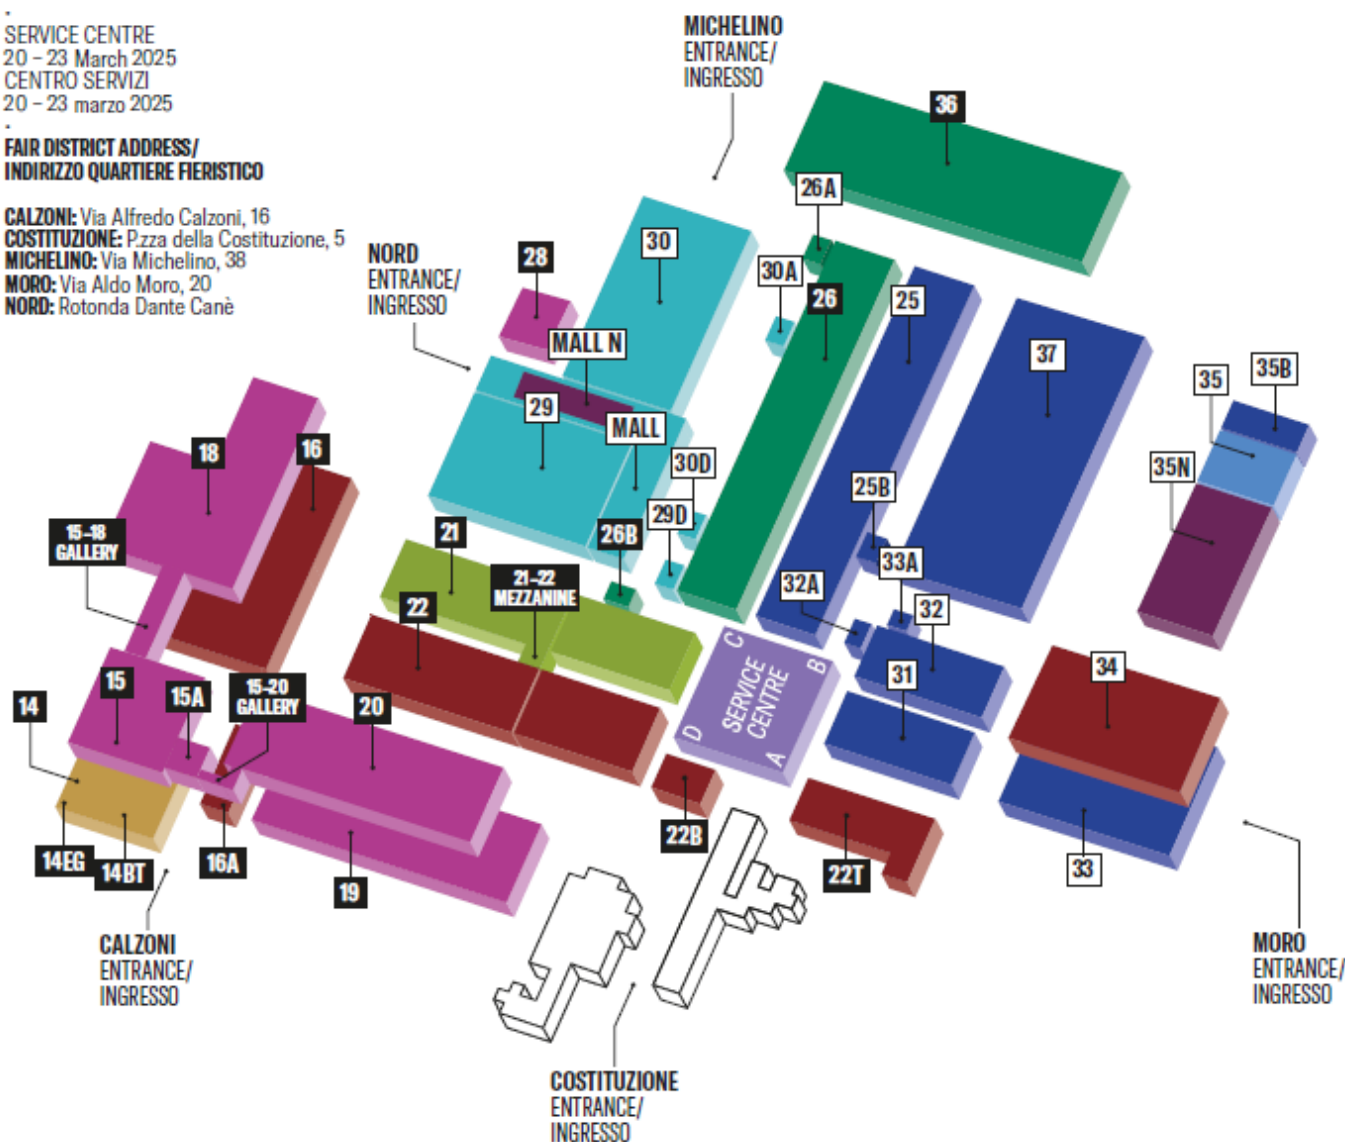 SERVICE CENTRE
20 – 23 March 2025
CENTRO SERVIZI
20 – 23 marzo 2025
FAIR DISTRICT ADDRESS/
INDIRIZZO QUARTIERE FIERISTICO
CALZONI: Via Alfredo Calzoni, 16
COSTITUZIONE: P.zza della Costituzione, 5
MICHELINO: Via Michelino, 38
MORO: Via Aldo Moro, 20
NORD: Rotonda Dante Canè
MICHELINO
ENTRANCE/
INGRESSO
NORD
ENTRANCE/
INGRESSO
36
26A
30
28
30A
26
25
MALL N
37
35
35B
29
MALL
18
16
30D
35N
25B
29D
15-18
GALLERY
21
26B
33A
21-22
MEZZANINE
32A
22
32
C
B
SERVICE
CENTRE
D
A
31
34
15
15A
15-20
GALLERY
20
14
14EG
14BT
16A
19
22B
22T
33
CALZONI
ENTRANCE/
INGRESSO
MORO
ENTRANCE/
INGRESSO
COSTITUZIONE
ENTRANCE/
INGRESSO